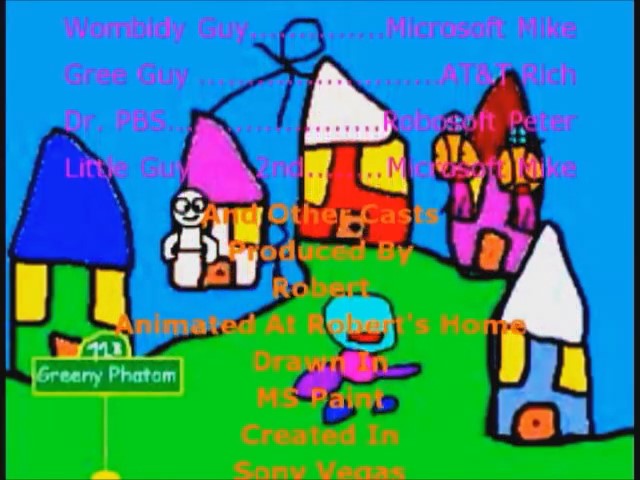 Wombidy Guy..............Microsoft Mike
Gree Guy ..........................AT&T Rich
Dr. PBS......................Robosoft Peter
Little Guy 2nd.........Microsoft Mike
And Other Casts
Produced By
Robert
Animated At Robert's Home
Drawn In
MS Paint
Created In
Sony Vegas
Greeny Phatom